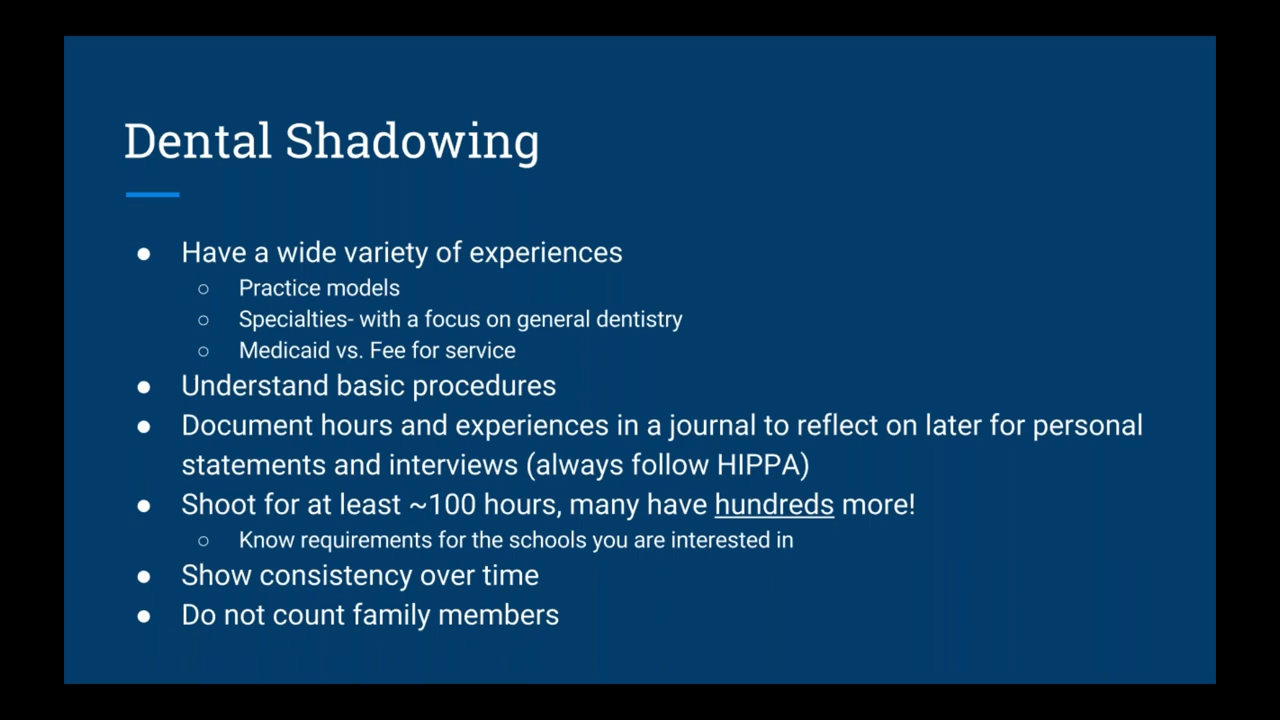 Dental Shadowing
● Have a wide variety of experiences
○ Practice models
○ Specialties- with a focus on general dentistry
○ Medicaid vs. Fee for service
● Understand basic procedures
● Document hours and experiences in a journal to reflect on later for personal
statements and interviews (always follow HIPPA)
● Shoot for at least ~100 hours, many have hundreds more!
○ Know requirements for the schools you are interested in
● Show consistency over time
● Do not count family members